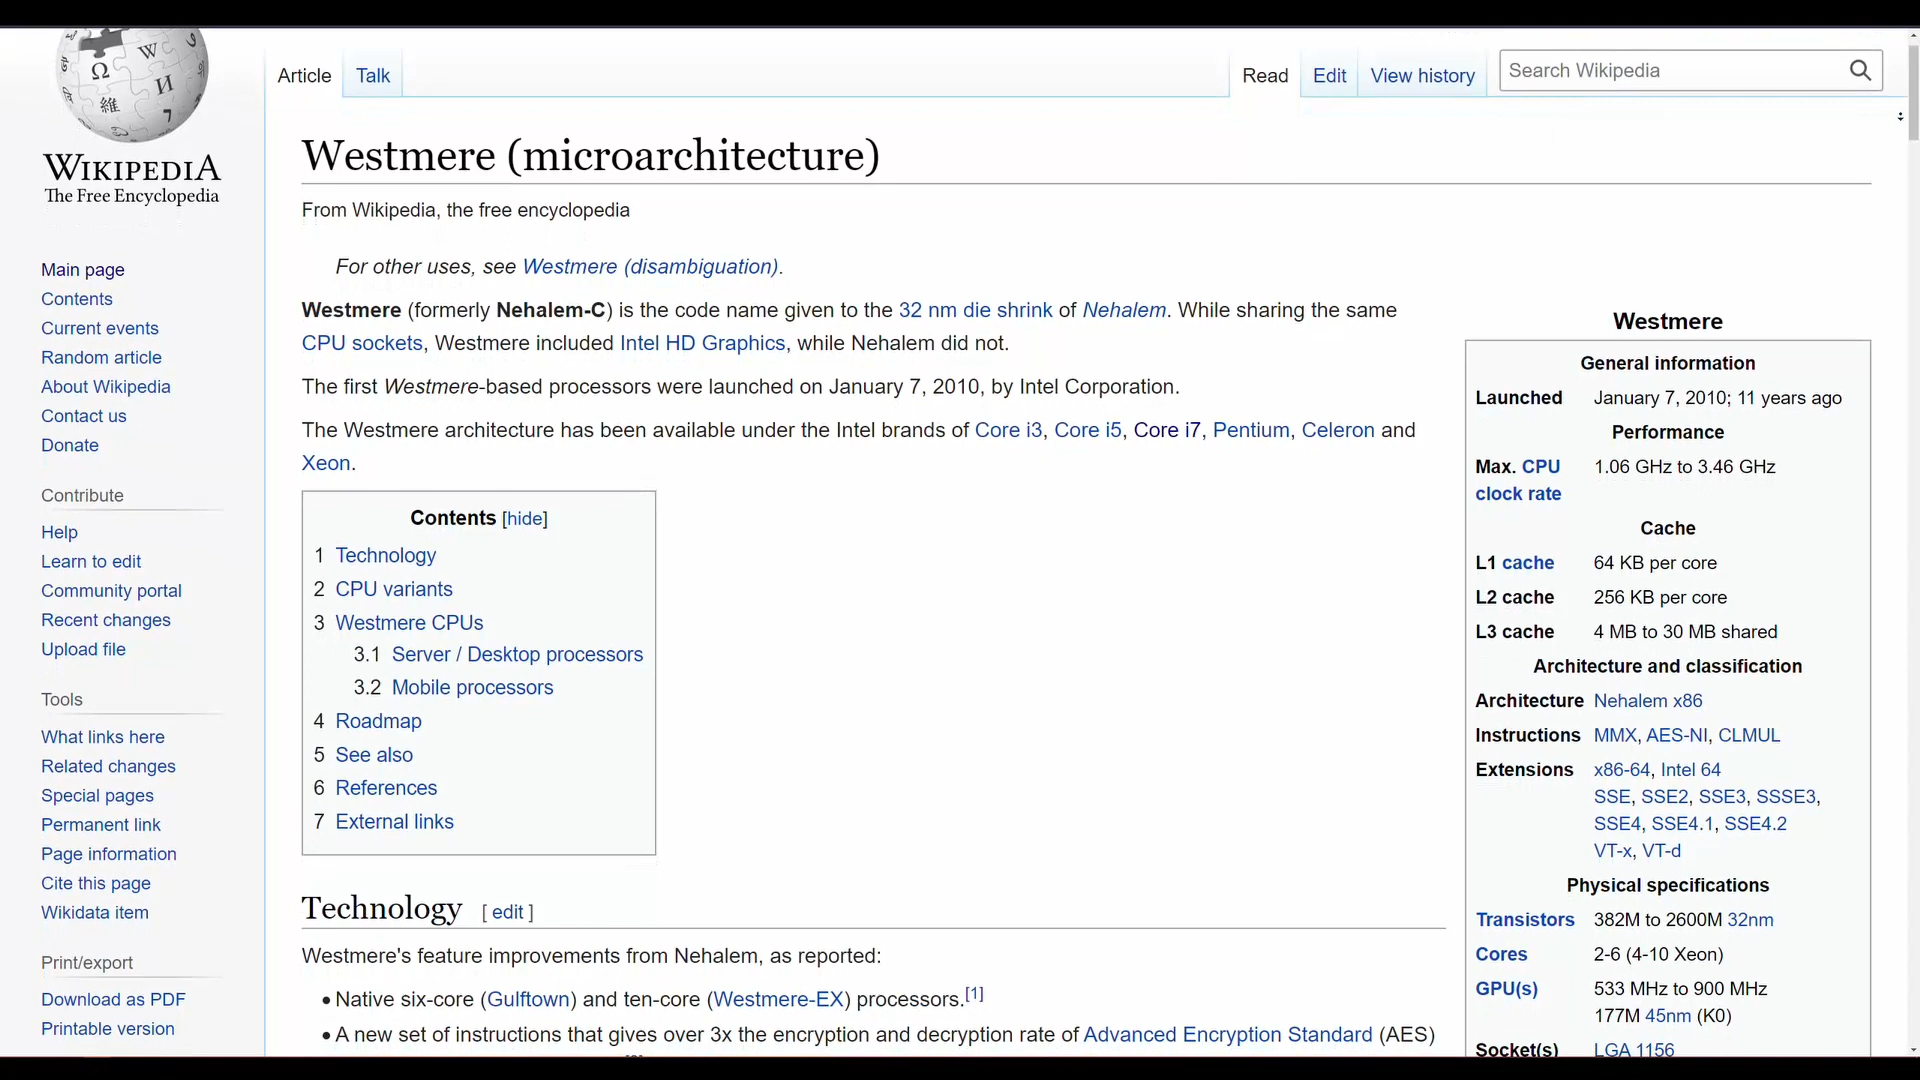 WIKIPEDIA
The Free Encyclopedia
Main page
Contents
Current events
Random article
About Wikipedia
Contact us
Donate
Contribute
Help
Learn to edit
Community portal
Recent changes
Upload file
Tools
What links here
Related changes
Special pages
Permanent link
Page information
Cite this page
Wikidata item
Print/export
Download as PDF
Printable version
Article Talk
Read Edit View history Search Wikipedia
Westmere (microarchitecture)
From Wikipedia, the free encyclopedia
For other uses, see Westmere (disambiguation).
Westmere (formerly Nehalem-C) is the code name given to the 32 nm die shrink of Nehalem. While sharing the same
CPU sockets, Westmere included Intel HD Graphics, while Nehalem did not.
The first Westmere-based processors were launched on January 7, 2010, by Intel Corporation.
The Westmere architecture has been available under the Intel brands of Core i3, Core i5, Core i7, Pentium, Celeron and
Xeon.
Contents [hide]
1 Technology
2 CPU variants
3 Westmere CPUs
3.1 Server / Desktop processors
3.2 Mobile processors
4 Roadmap
5 See also
6 References
7 External links
Technology [ edit ]
Westmere's feature improvements from Nehalem, as reported:
• Native six-core (Gulftown) and ten-core (Westmere-EX) processors.[1]
• A new set of instructions that gives over 3x the encryption and decryption rate of Advanced Encryption Standard (AES)
Westmere
General information
Launched January 7, 2010; 11 years ago
Performance
Max. CPU 1.06 GHz to 3.46 GHz
clock rate
Cache
L1 cache 64 KB per core
L2 cache 256 KB per core
L3 cache 4 MB to 30 MB shared
Architecture and classification
Architecture Nehalem x86
Instructions MMX, AES-NI, CLMUL
Extensions x86-64, Intel 64
SSE, SSE2, SSE3, SSSE3,
SSE4, SSE4.1, SSE4.2
VT-x, VT-d
Physical specifications
Transistors 382M to 2600M 32nm
Cores 2-6 (4-10 Xeon)
GPU(s) 533 MHz to 900 MHz
177M 45nm (K0)
Socket(s) LGA 1156